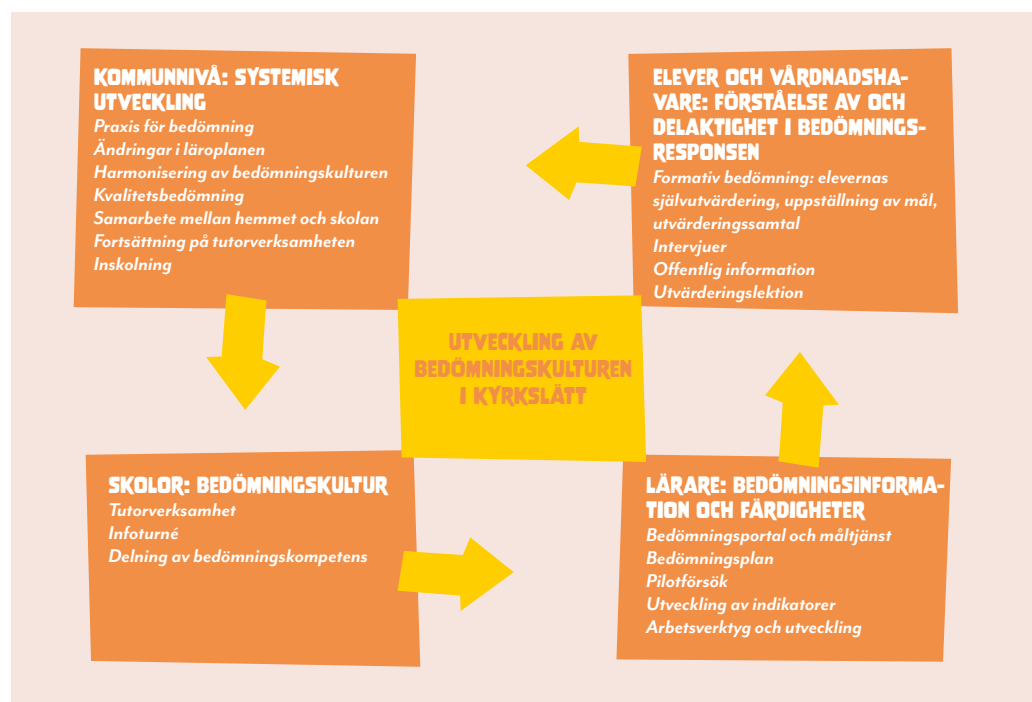 KOMMUNNIVÅ: SYSTEMISK
UTVECKLING
Praxis för bedömning
Ändringar i läroplanen
Harmonisering av bedömningskulturen
Kvalitetsbedömning
Samarbete mellan hemmet och skolan
Fortsättning på tutorverksamheten
Inskolning
ELEVER OCH VÅRDNADSHA-
VARE: FÖRSTÅELSE AV OCH
DELAKTIGHET I BEDÖMNINGS-
RESPONSEN
Formativ bedömning: elevernas
självutvärdering, uppställning av mål,
utvärderingssamtal
Intervjuer
Offentlig information
Utvärderingslektion
UTVECKLING AV
BEDÖMNINGSKULTUREN
I KYRKSLÄTT
SKOLOR: BEDÖMNINGSKULTUR
Tutorverksamhet
Infoturné
Delning av bedömningskompetens
LÄRARE: BEDÖMNINGSINFORMA-
TION OCH FÄRDIGHETER
Bedömningsportal och måltjänst
Bedömningsplan
Pilotförsök
Utveckling av indikatorer
Arbetsverktyg och utveckling